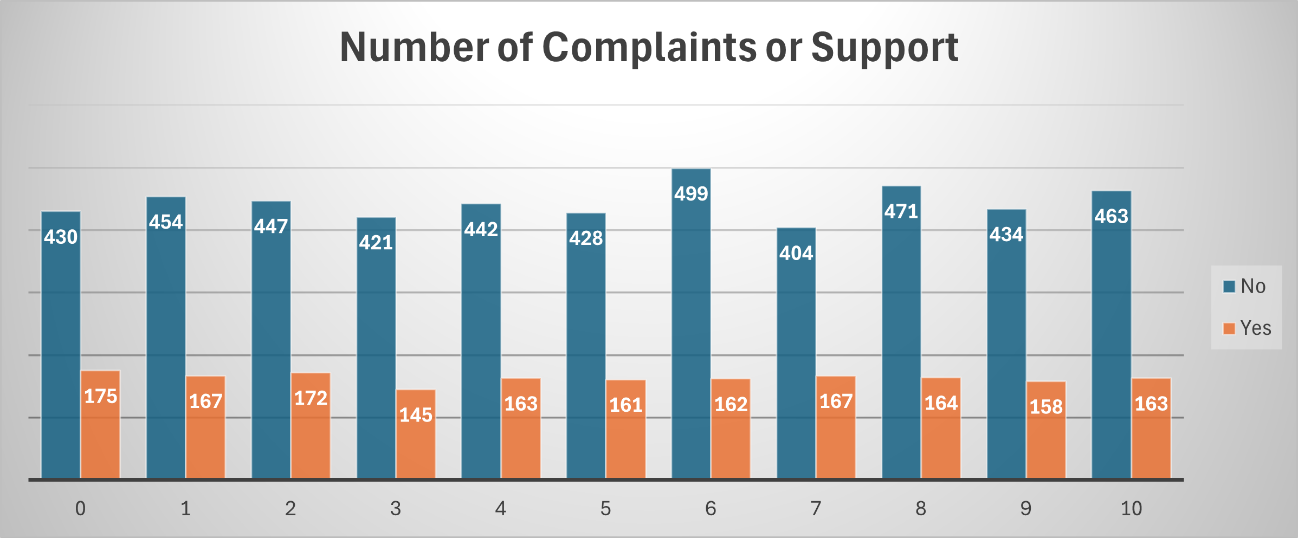 Number of Complaints or Support
430 454 447 421 442 428 499 404 471 434 463
175 167 172 145 163 161 162 167 164 158 163
0 1 2 3 4 5 6 7 8 9 10
No
Yes